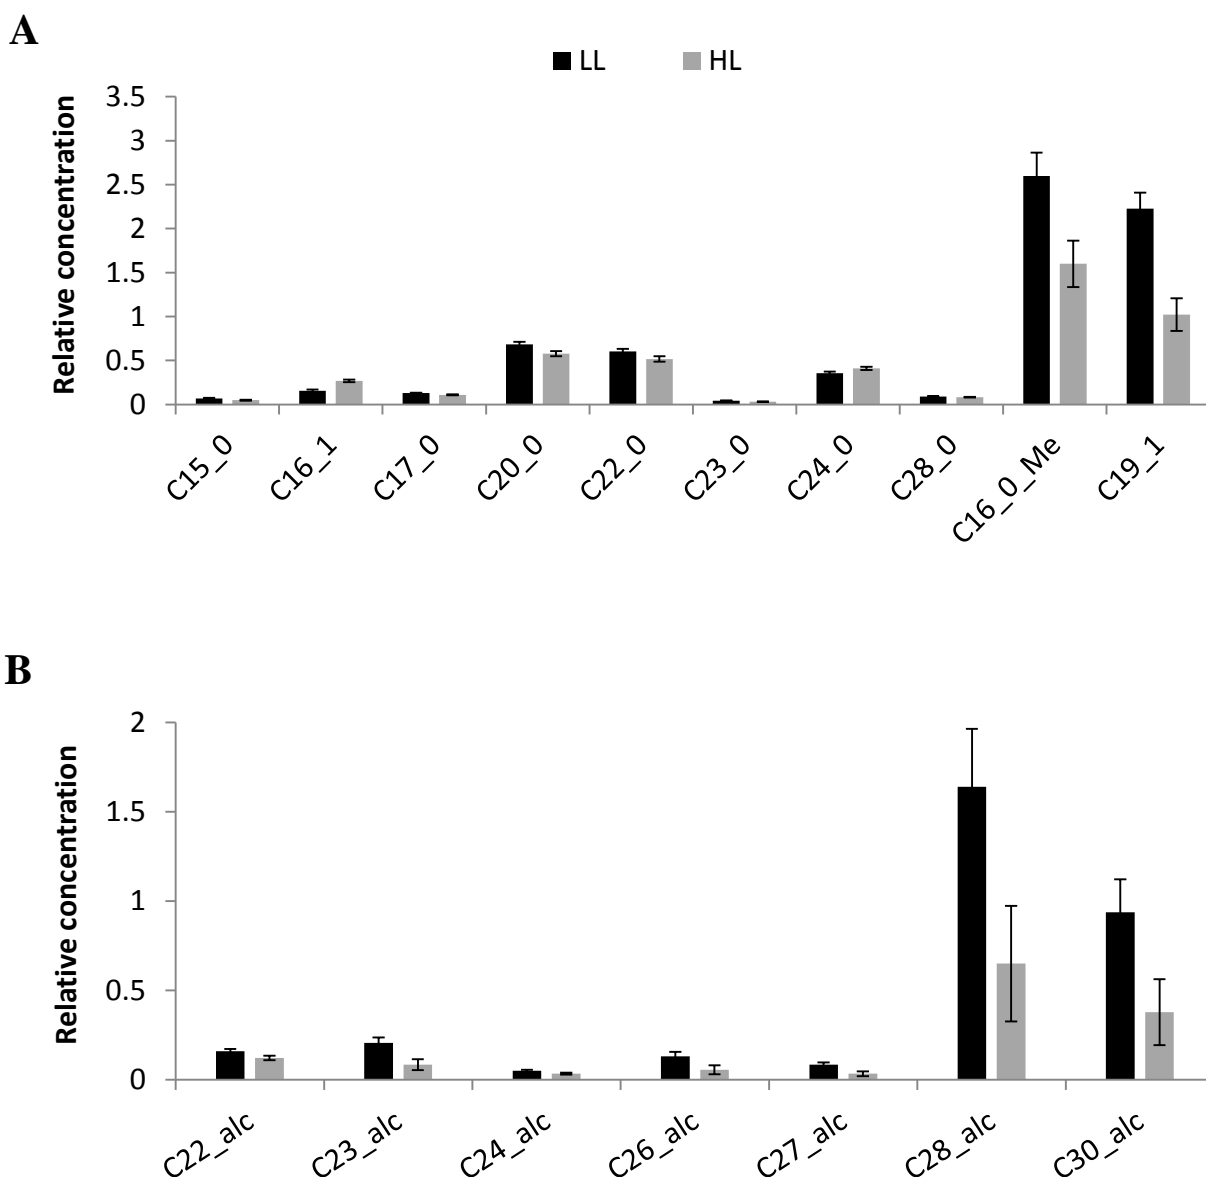 A
LL HL
Relative concentration
3.5
3
2.5
2
1.5
1
0.5
0
C15_0 C16_1 C17_0 C20_0 C22_0 C23_0 C24_0 C28_0 C16_0_Me C19_1
B
Relative concentration
2
1.5
1
0.5
0
C22_alc C23_alc C24_alc C26_alc C27_alc C28_alc C30_alc